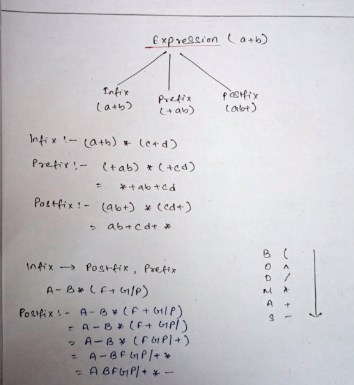 Expression (a+b)
Infix Prefix Postfix
(a+b) (+ab) (ab+)
Infix :- (a+b) * (c+d)
Prefix :- (+ab) * (+cd)
= *+ab+cd
Postfix :- (ab+) * (cd+)
= ab+cd+*
Infix → Postfix, Prefix
A-B*(F+G/P)
Postfix :- A-B*(F+G/P)
= A-B*(F+GP/)
= A-B*(FGP/+)
= A-BFGP/+*
= ABFGP/+*-
B (
O ^
D /
M *
A +
S -